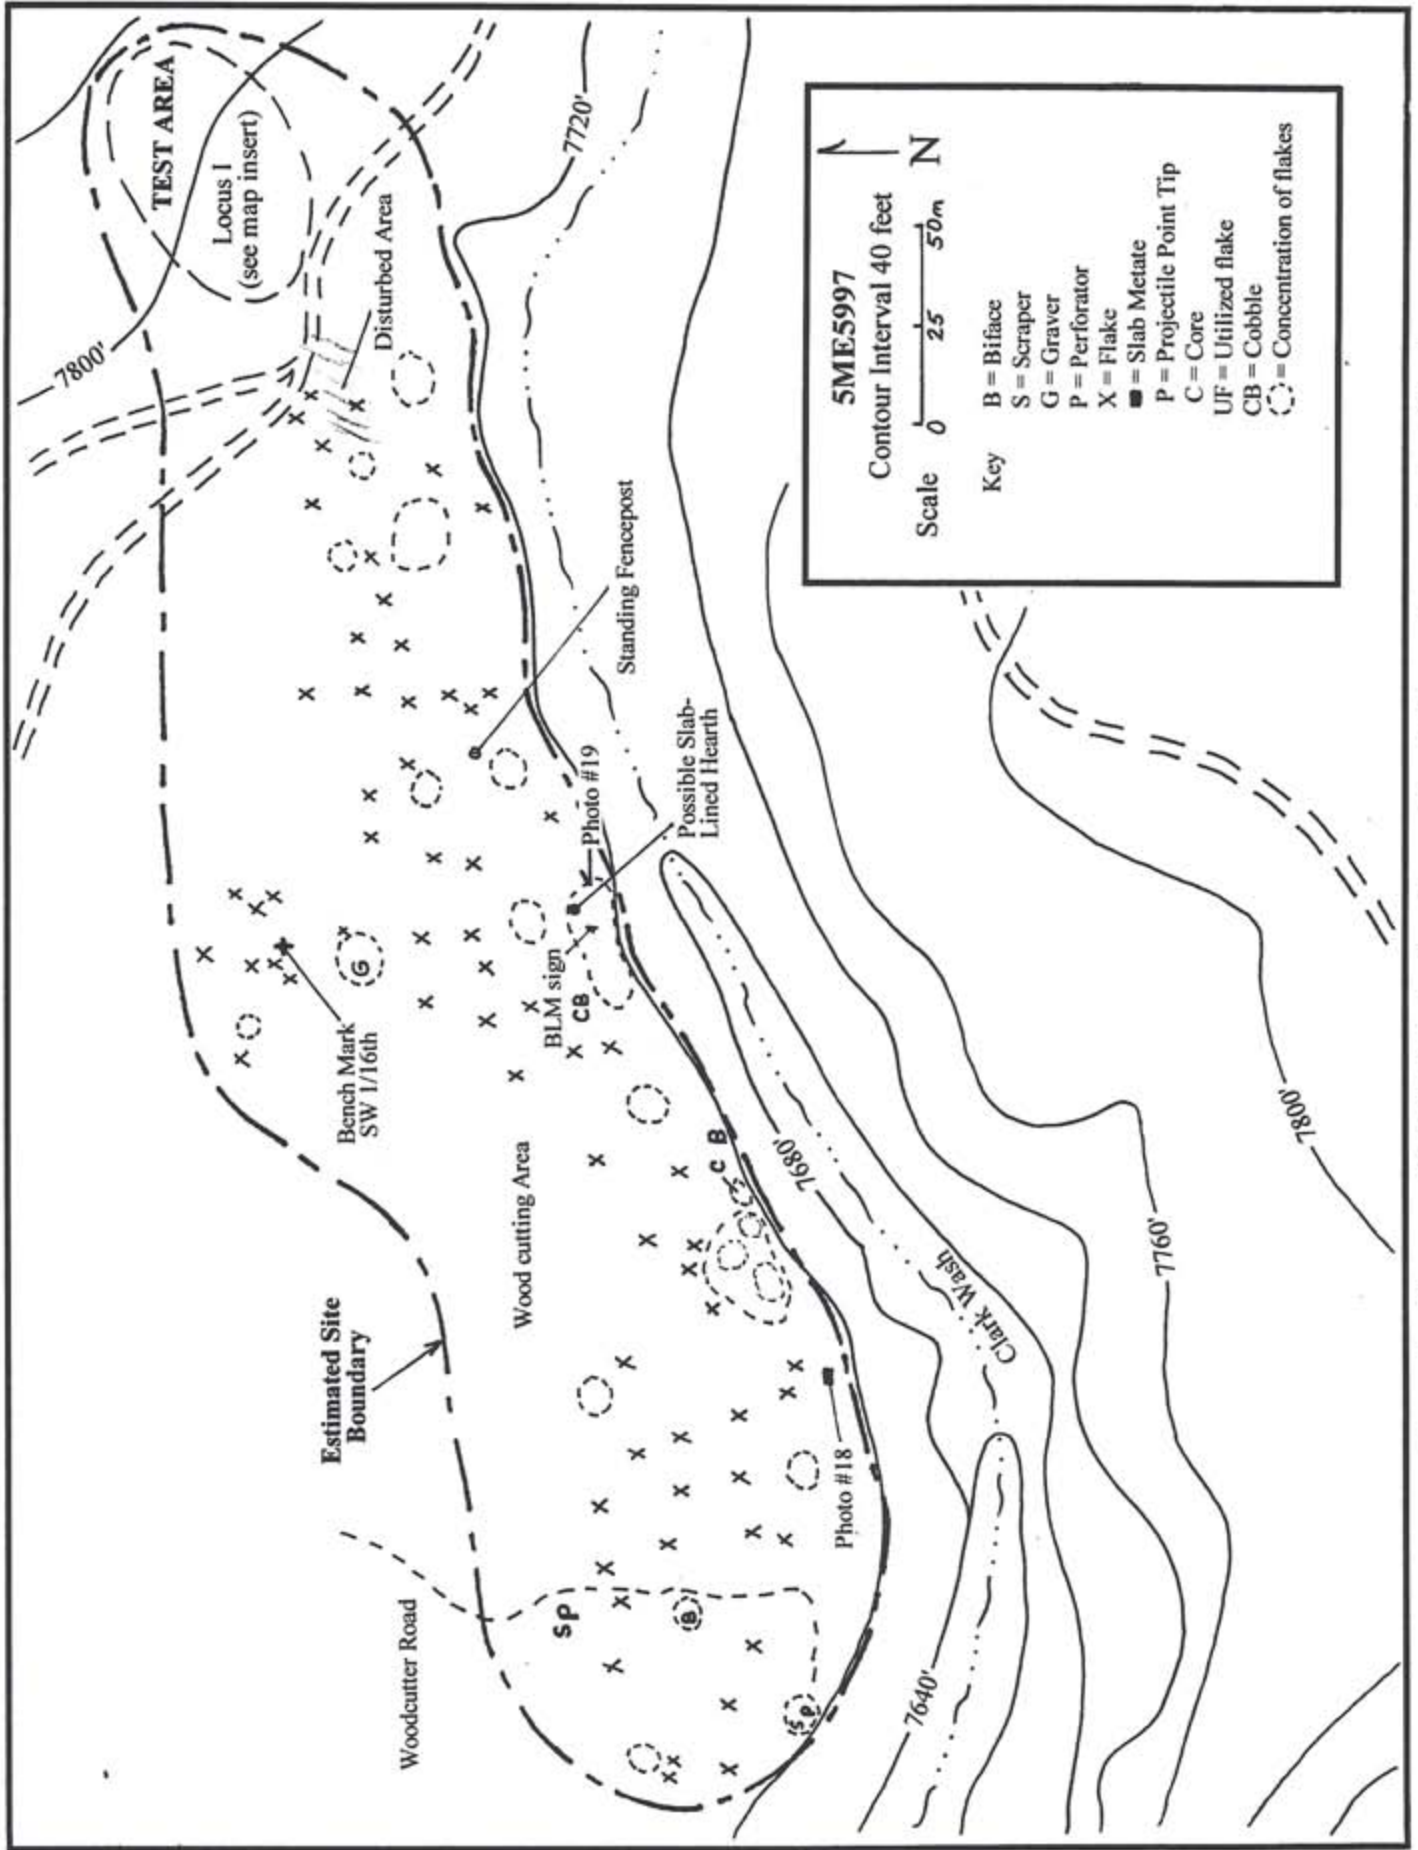 Woodcutter Road
Estimated Site
Boundary
Bench Mark
SW 1/16th
7800'
TEST AREA
Locus 1
(see map insert)
Disturbed Area
7720'
Wood cutting Area
G
SP
B
SP
BLM sign
CB
C B
Photo #19
Standing Fencepost
Possible Slab-
Lined Hearth
Photo #18
7680'
Clark Wash
7640'
7760'
7800'
5ME5997
Contour Interval 40 feet
Scale
0 25 50m
N
Key
B = Biface
S = Scraper
G = Graver
P = Perforator
X = Flake
■ = Slab Metate
P = Projectile Point Tip
C = Core
UF = Utilized flake
CB = Cobble
= Concentration of flakes